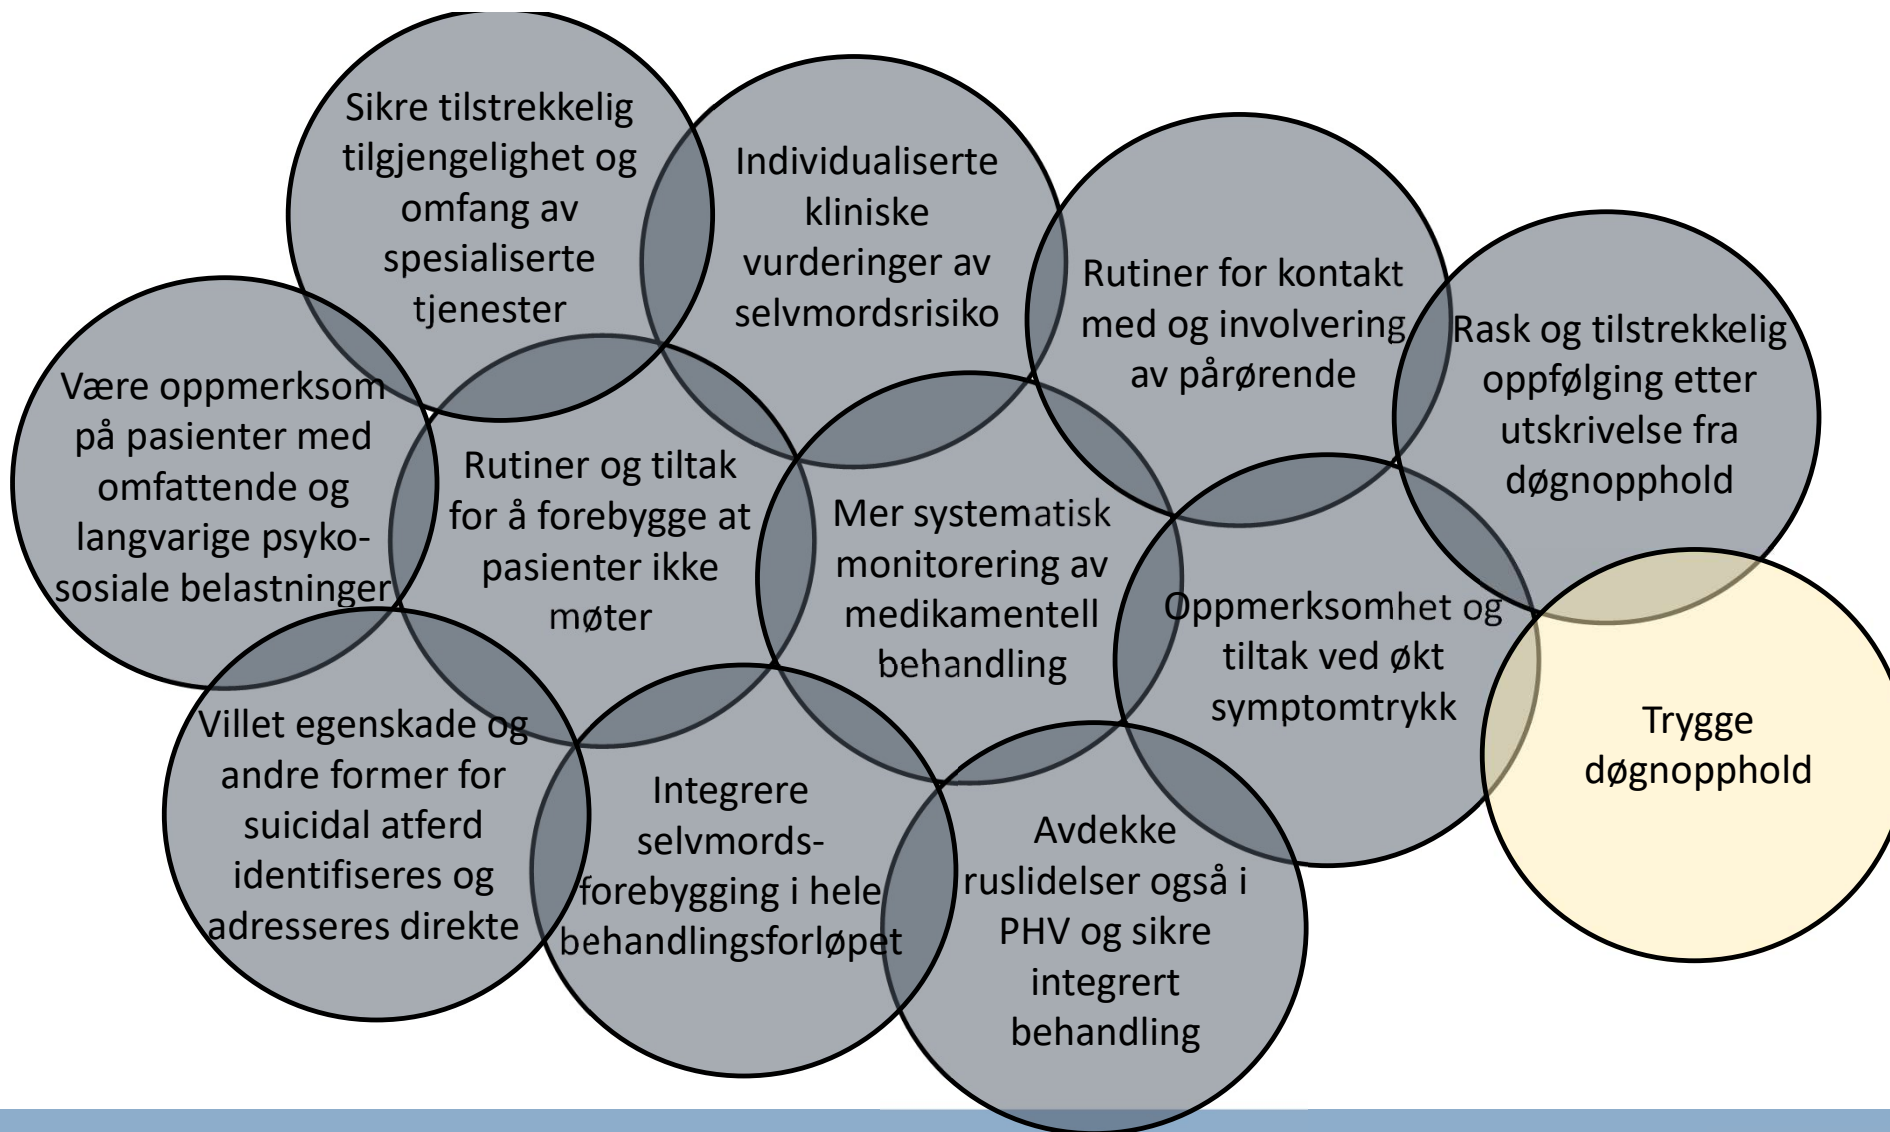 Sikre tilstrekkelig
tilgjengelighet og
omfang av
spesialiserte
tjenester
Individualiserte
kliniske
vurderinger av
selvmordsrisiko
Rutiner for kontakt
med og involvering
av pårørende
Rask og tilstrekkelig
oppfølging etter
utskrivelse fra
døgnopphold
Være oppmerksom
på pasienter med
omfattende og
langvarige psyko-
sosiale belastninger
Rutiner og tiltak
for å forebygge at
pasienter ikke
møter
Mer systematisk
monitorering av
medikamentell
behandling
Oppmerksomhet og
tiltak ved økt
symptomtrykk
Trygge
døgnopphold
Villet egenskade og
andre former for
suicidal atferd
identifiseres og
adresseres direkte
Integrere
selvmords-
forebygging i hele
behandlingsforløpet
Avdekke
ruslidelser også i
PHV og sikre
integrert
behandling